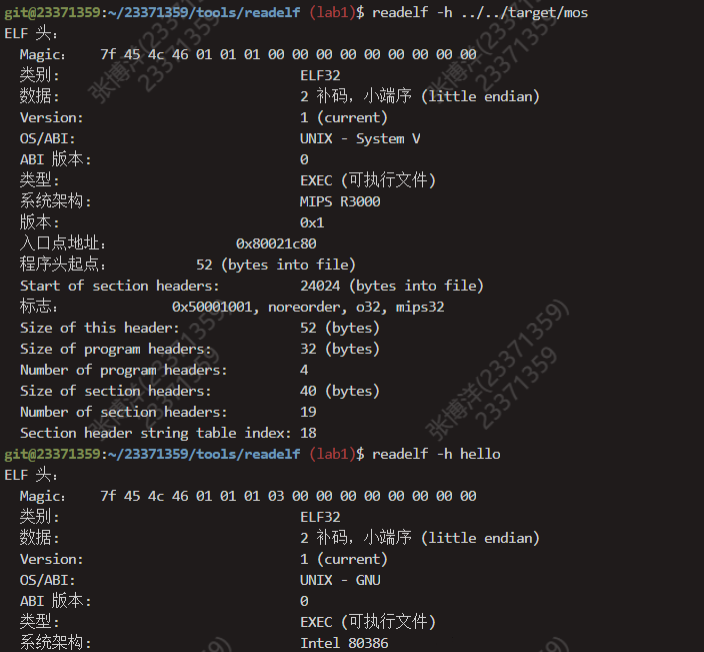 git@23371359:~/23371359/tools/readelf (lab1)$ readelf -h ../../target/mos
ELF 头:
  Magic:   7f 45 4c 46 01 01 01 00 00 00 00 00 00 00 00 00
  类别:                              ELF32
  数据:                              2 补码，小端序 (little endian)
  Version:                           1 (current)
  OS/ABI:                            UNIX - System V
  ABI 版本:                          0
  类型:                              EXEC (可执行文件)
  系统架构:                          MIPS R3000
  版本:                              0x1
  入口点地址:               0x80021c80
  程序头起点:          52 (bytes into file)
  Start of section headers:          24024 (bytes into file)
  标志:             0x50001001, noreorder, o32, mips32
  Size of this header:               52 (bytes)
  Size of program headers:           32 (bytes)
  Number of program headers:         4
  Size of section headers:           40 (bytes)
  Number of section headers:         19
  Section header string table index: 18
git@23371359:~/23371359/tools/readelf (lab1)$ readelf -h hello
ELF 头:
  Magic:   7f 45 4c 46 01 01 01 03 00 00 00 00 00 00 00 00
  类别:                              ELF32
  数据:                              2 补码，小端序 (little endian)
  Version:                           1 (current)
  OS/ABI:                            UNIX - GNU
  ABI 版本:                          0
  类型:                              EXEC (可执行文件)
  系统架构:                          Intel 80386
张博洋(23371359)
23371359
张博洋(23371359)
23371359
张博洋(23371359)
23371359
张博洋(23371359)
23371359